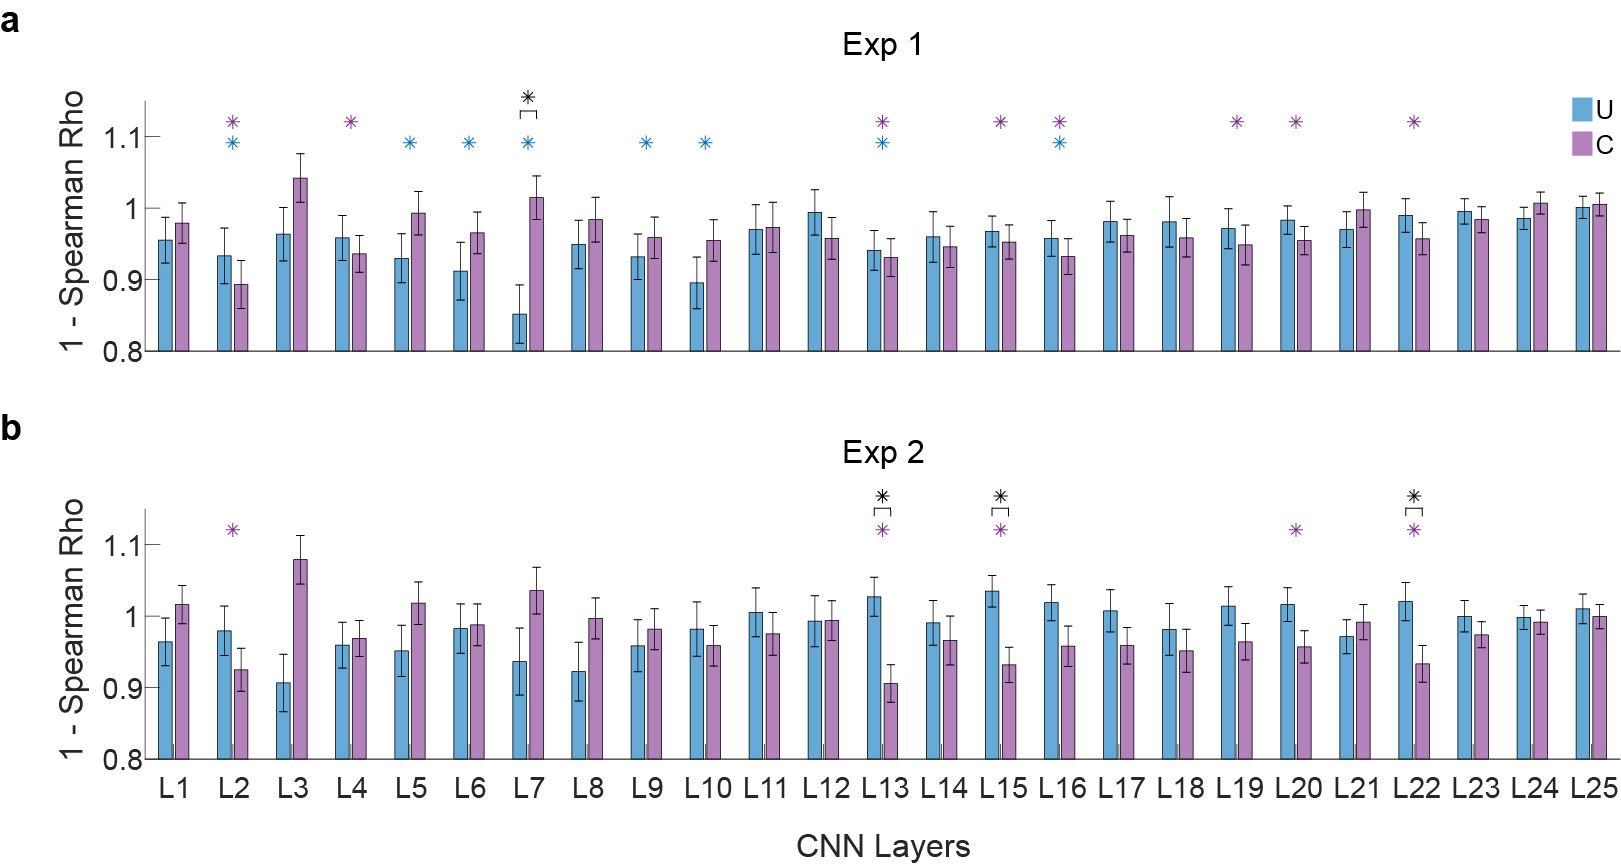 a
Exp 1
1 - Spearman Rho
1.1
1
0.9
0.8
U
C
b
Exp 2
1 - Spearman Rho
1.1
1
0.9
0.8
L1 L2 L3 L4 L5 L6 L7 L8 L9 L10 L11 L12 L13 L14 L15 L16 L17 L18 L19 L20 L21 L22 L23 L24 L25
CNN Layers